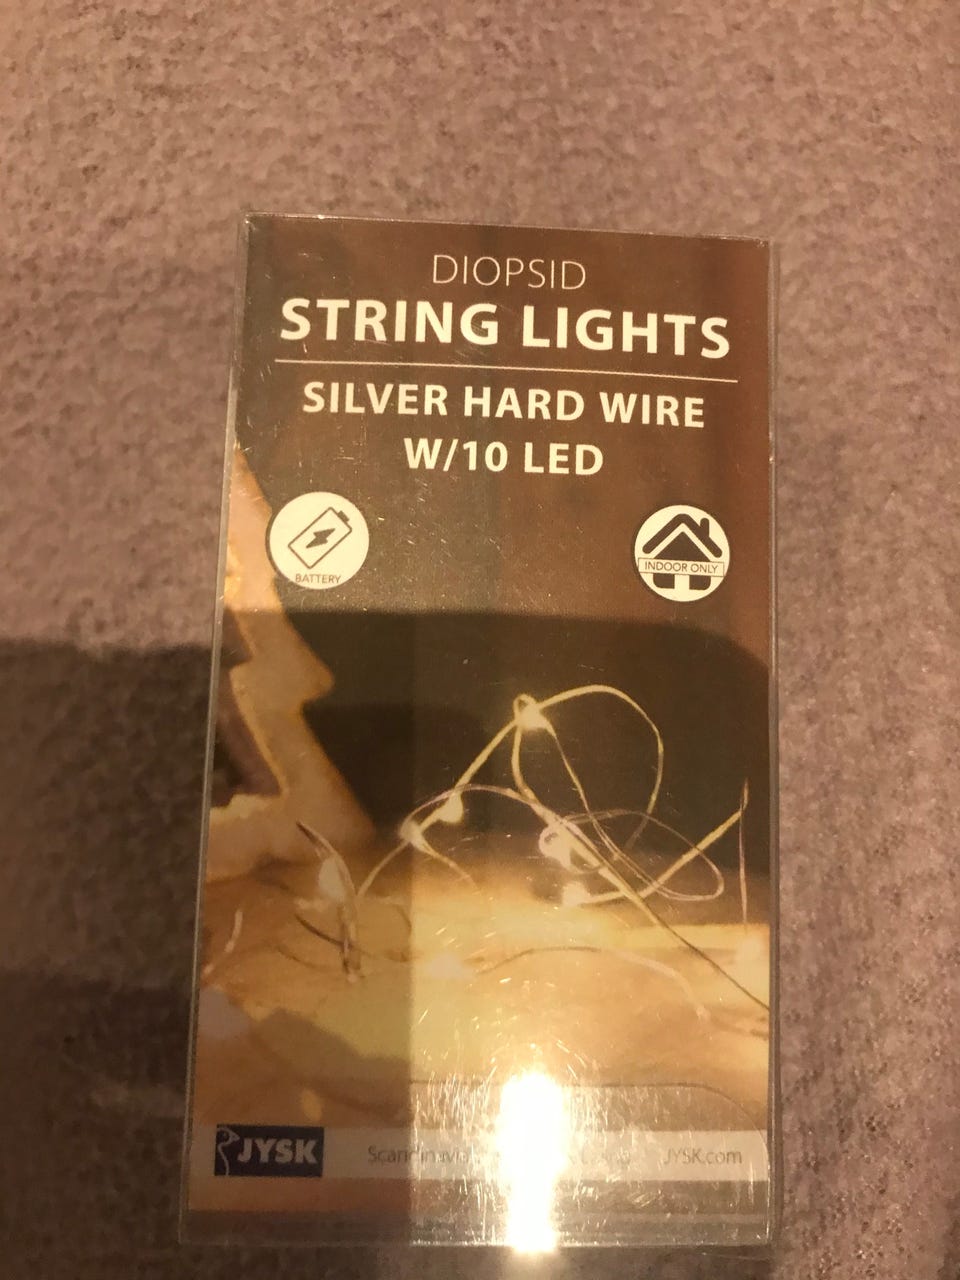 DIOPSID
STRING LIGHTS
SILVER HARD WIRE
W/10 LED
BATTERY
INDOOR ONLY
JYSK
JYSK.com